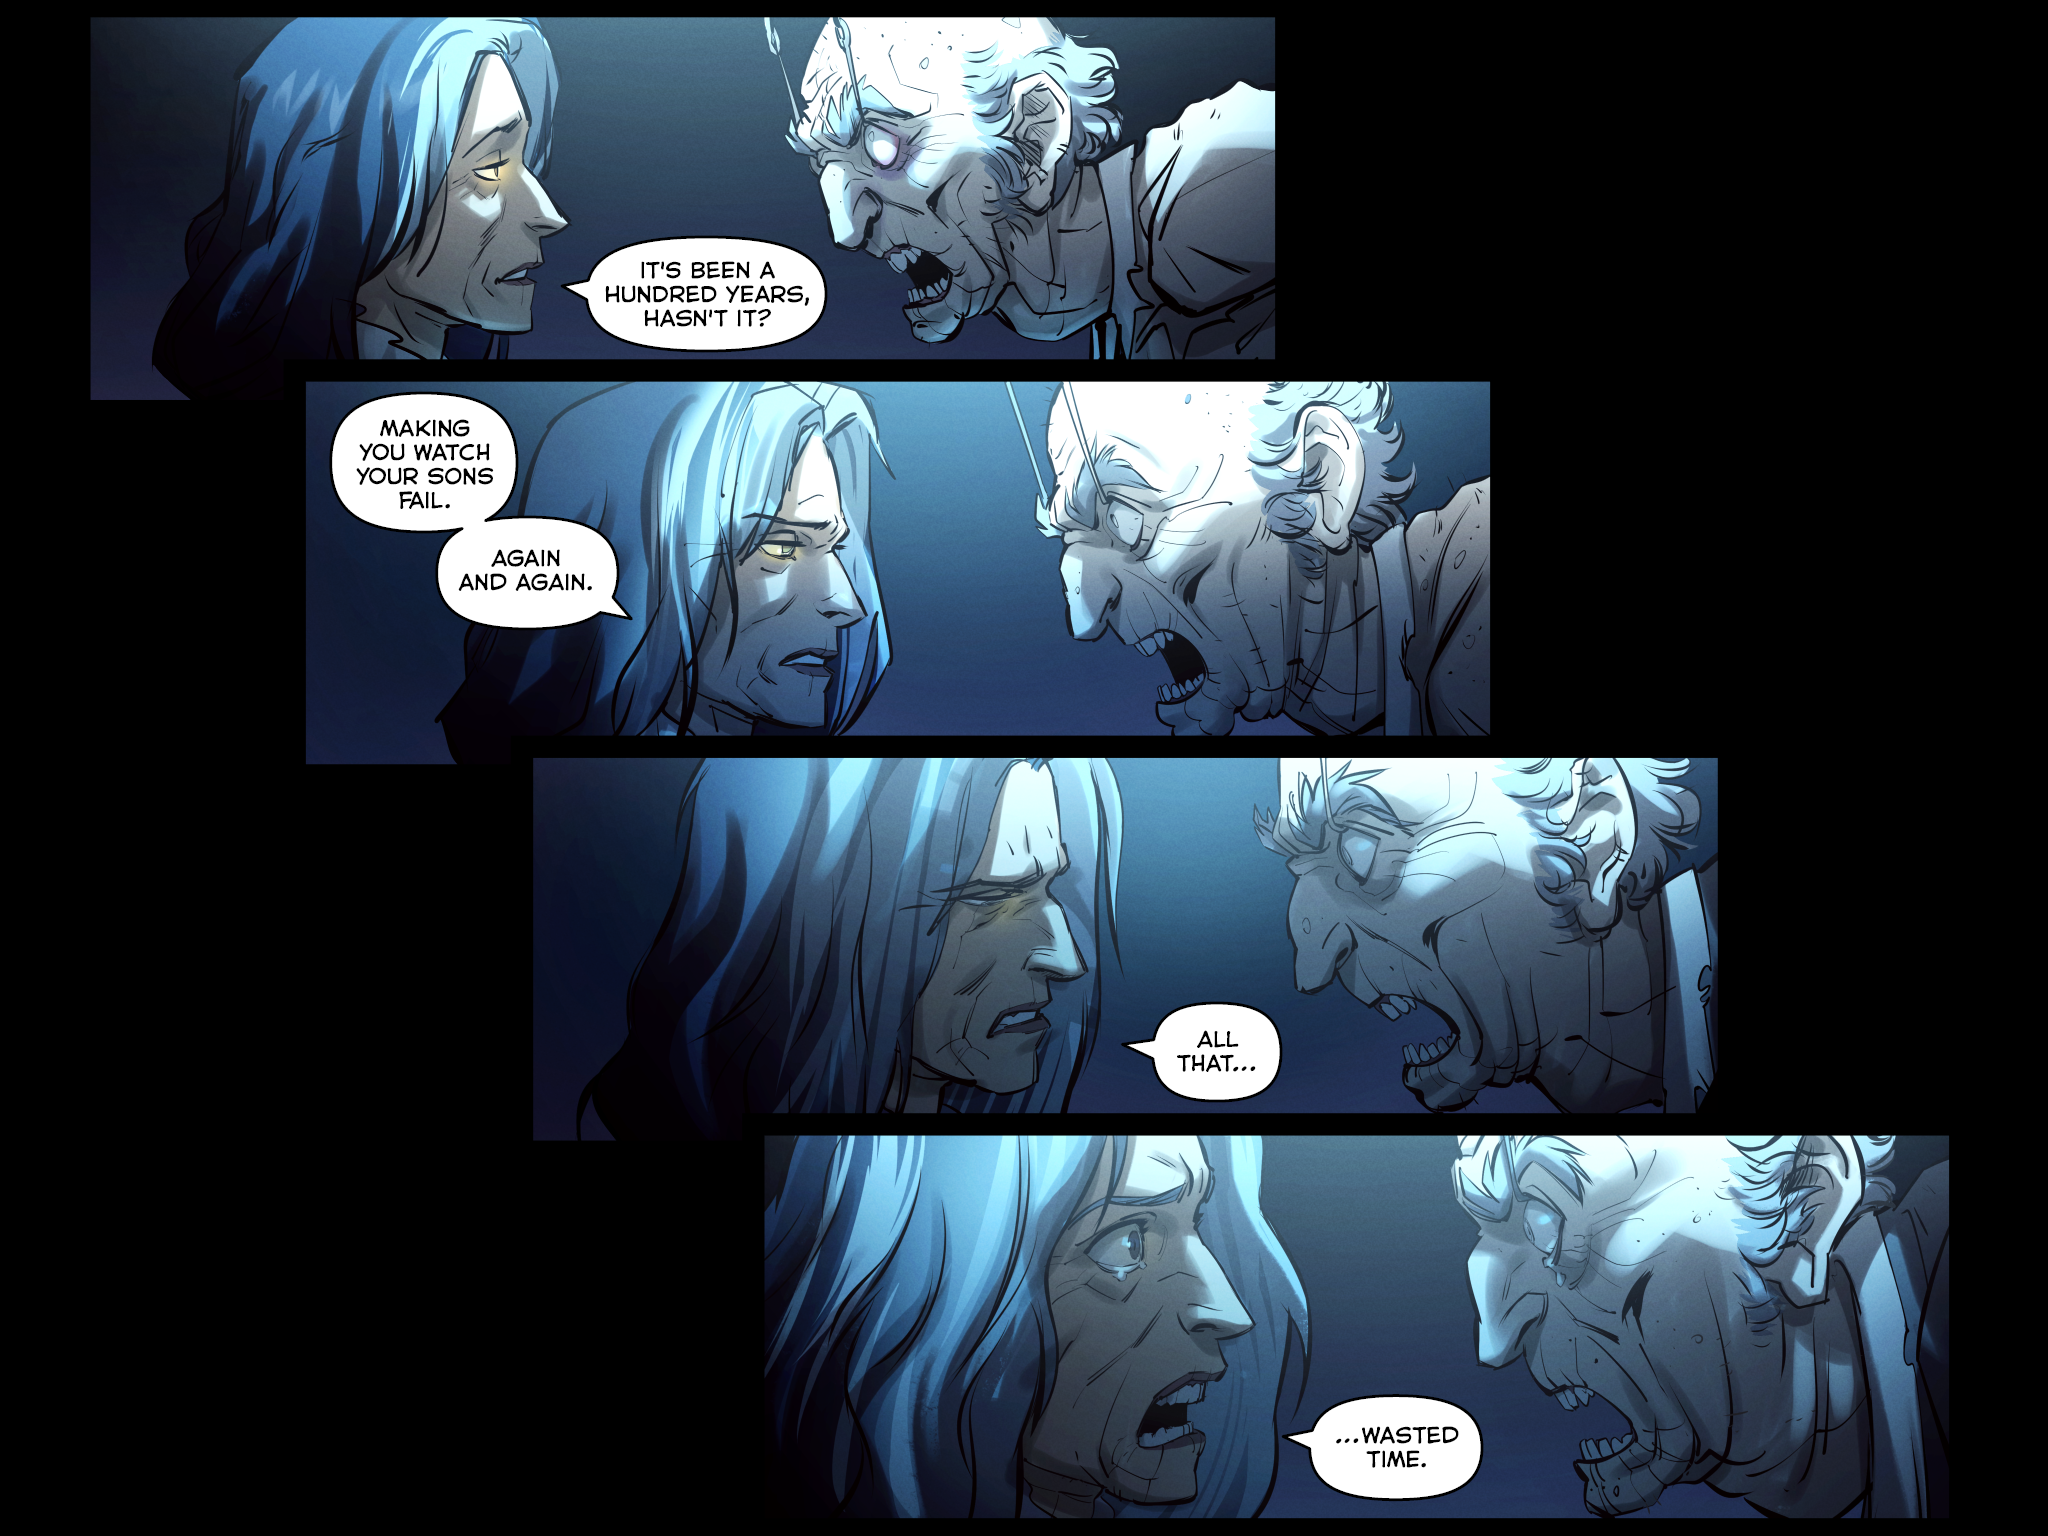 IT'S BEEN A
HUNDRED YEARS,
HASN'T IT?
MAKING
YOU WATCH
YOUR SONS
FAIL.
AGAIN
AND AGAIN.
ALL
THAT...
...WASTED
TIME.